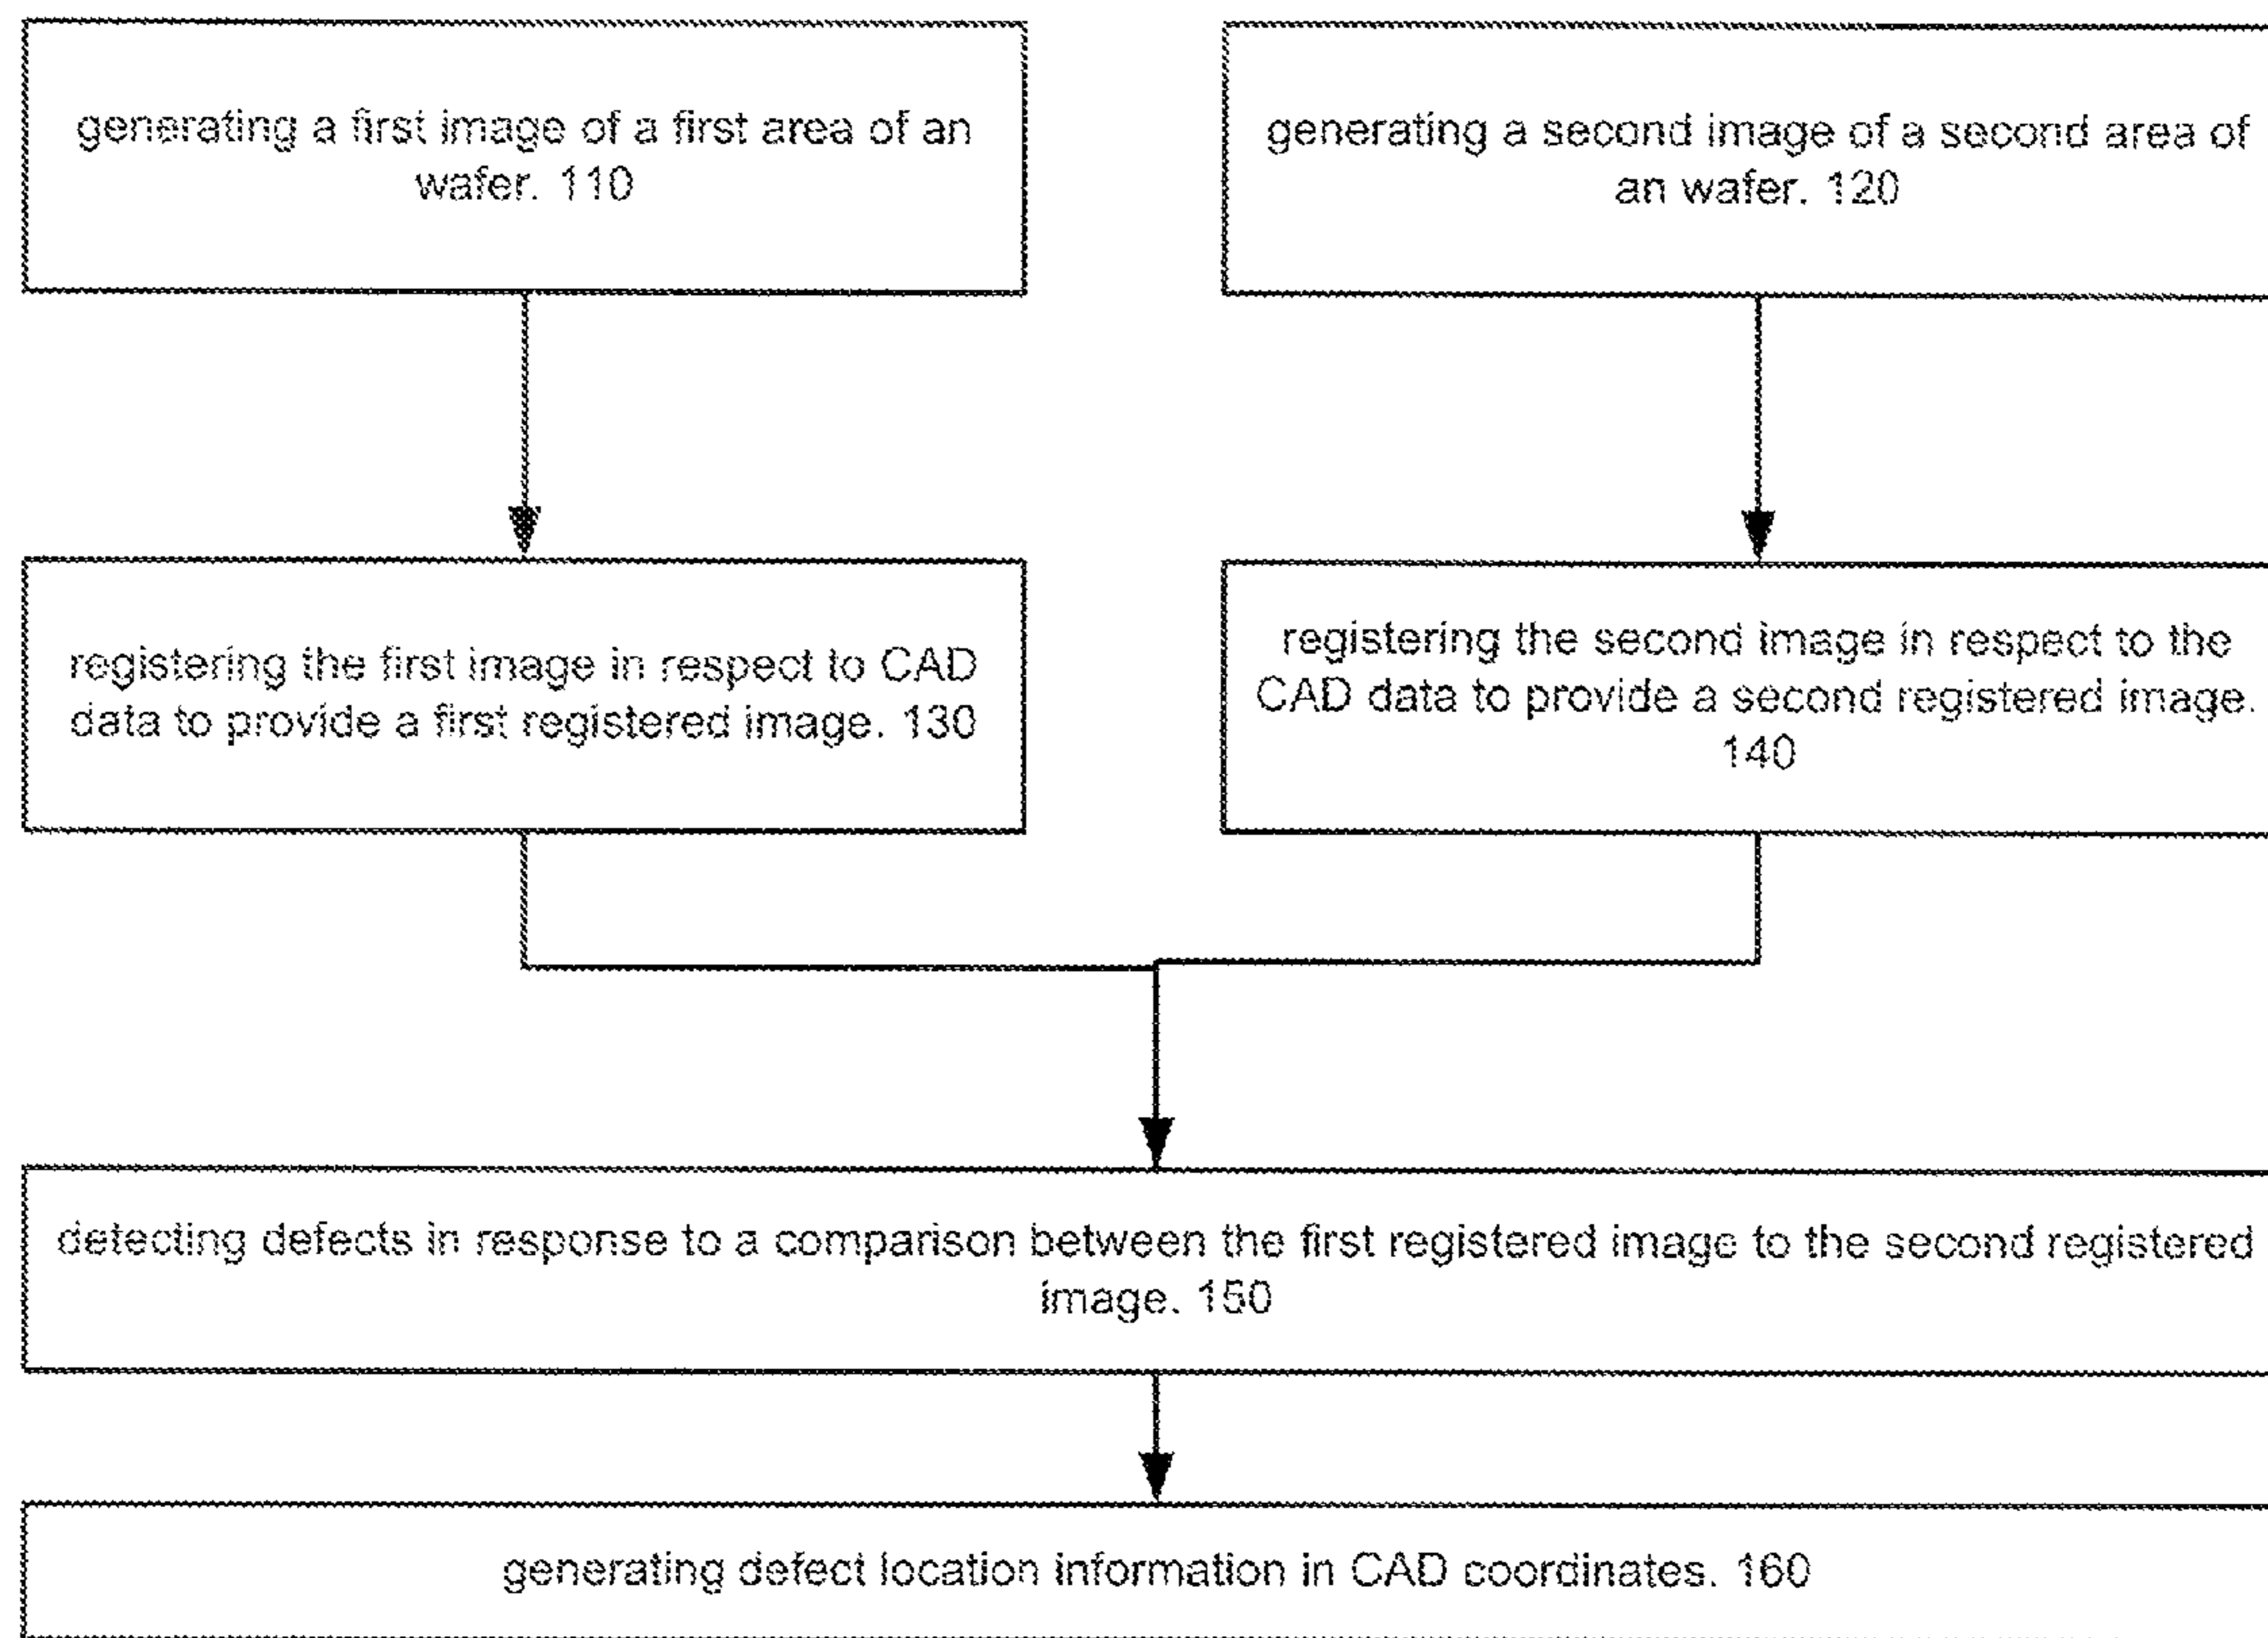 generating a first image of a first area of an
wafer. 110
generating a second image of a second area of
an wafer. 120
registering the first image in respect to CAD
data to provide a first registered image. 130
registering the second image in respect to the
CAD data to provide a second registered image.
140
detecting defects in response to a comparison between the first registered image to the second registered
image. 150
generating defect location information in CAD coordinates. 160